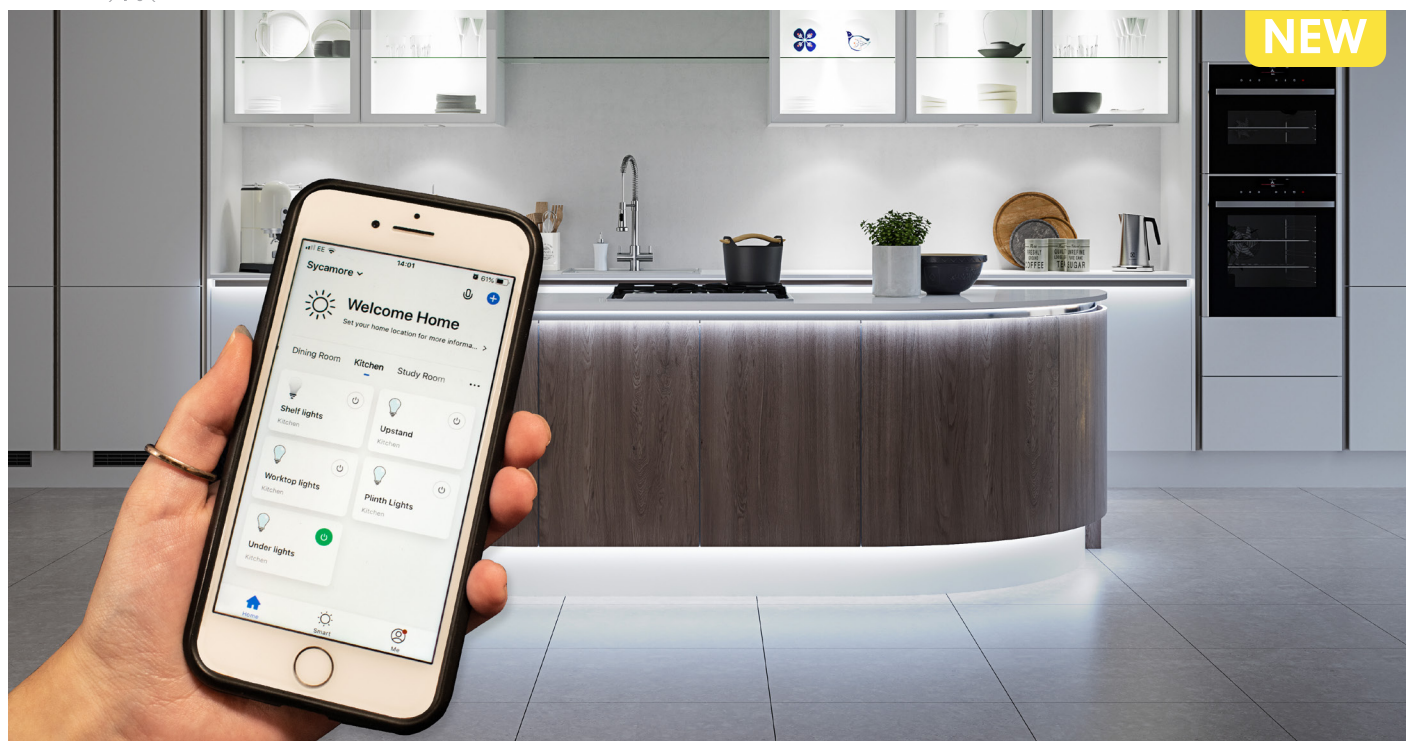 NEW
EE
14:01
61%
Sycamore
Welcome Home
Set your home location for more informa...
Dining Room Kitchen Study Room ...
Shelf lights
Kitchen
Upstand
Kitchen
Worktop lights
Kitchen
Plinth Lights
Kitchen
Under lights
Kitchen
Home
Smart
Me
COFFEE
SUGAR